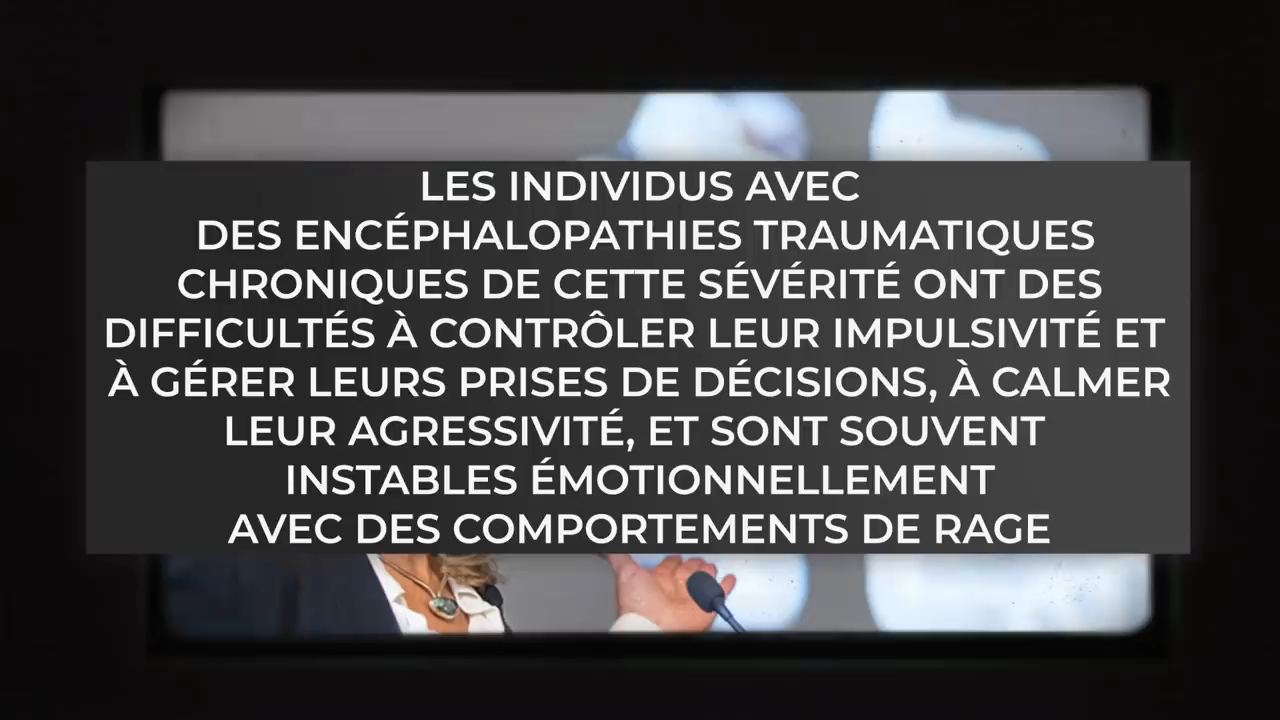 LES INDIVIDUS AVEC
DES ENCÉPHALOPATHIES TRAUMATIQUES
CHRONIQUES DE CETTE SÉVÉRITÉ ONT DES
DIFFICULTÉS À CONTRÔLER LEUR IMPULSIVITÉ ET
À GÉRER LEURS PRISES DE DÉCISIONS, À CALMER
LEUR AGRESSIVITÉ, ET SONT SOUVENT
INSTABLES ÉMOTIONNELLEMENT
AVEC DES COMPORTEMENTS DE RAGE